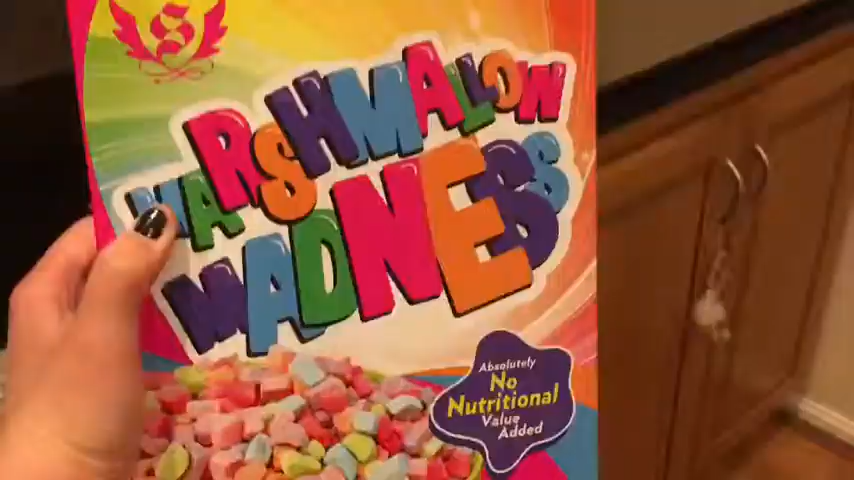 S
MARSHMALLOW
MADNESS
Absolutely
No
Nutritional
Value
Added